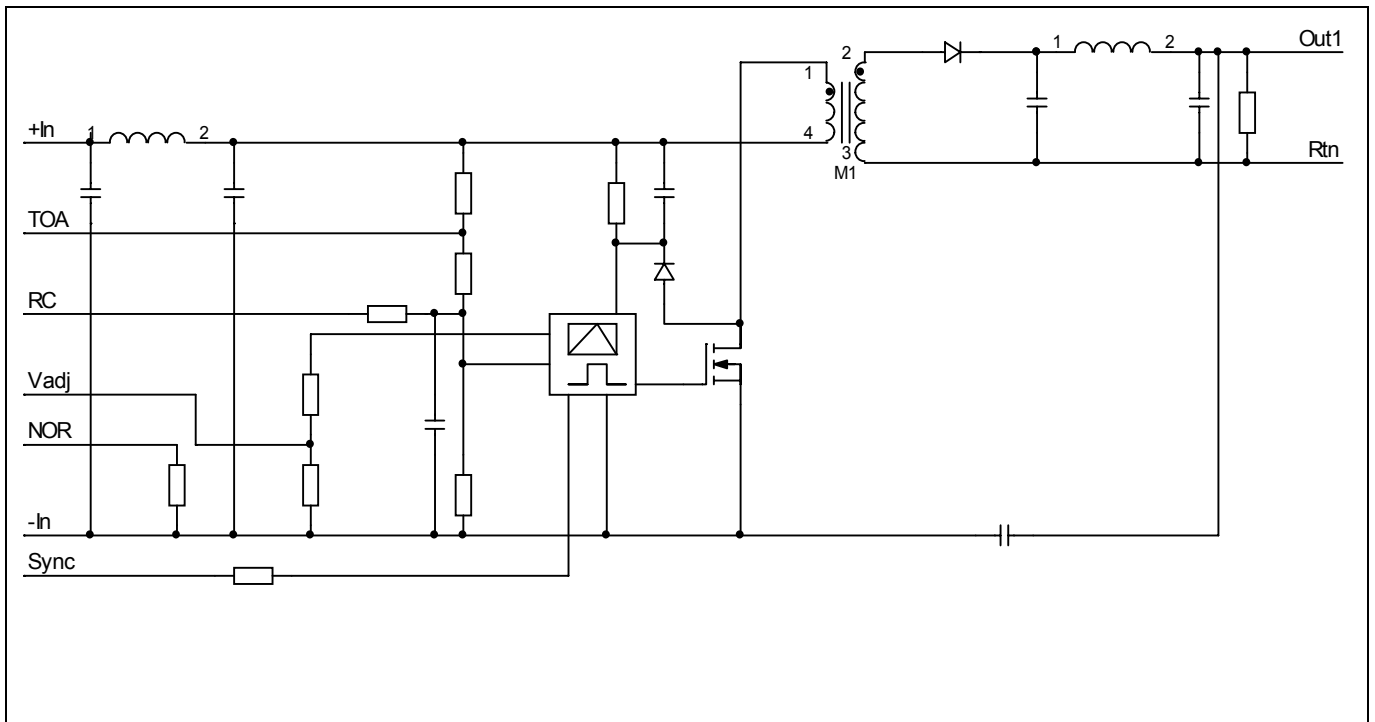 1 2 Out1
2
1
+In 1 2 4
3 Rtn
M1
TOA
RC
Vadj
NOR
-In
Sync